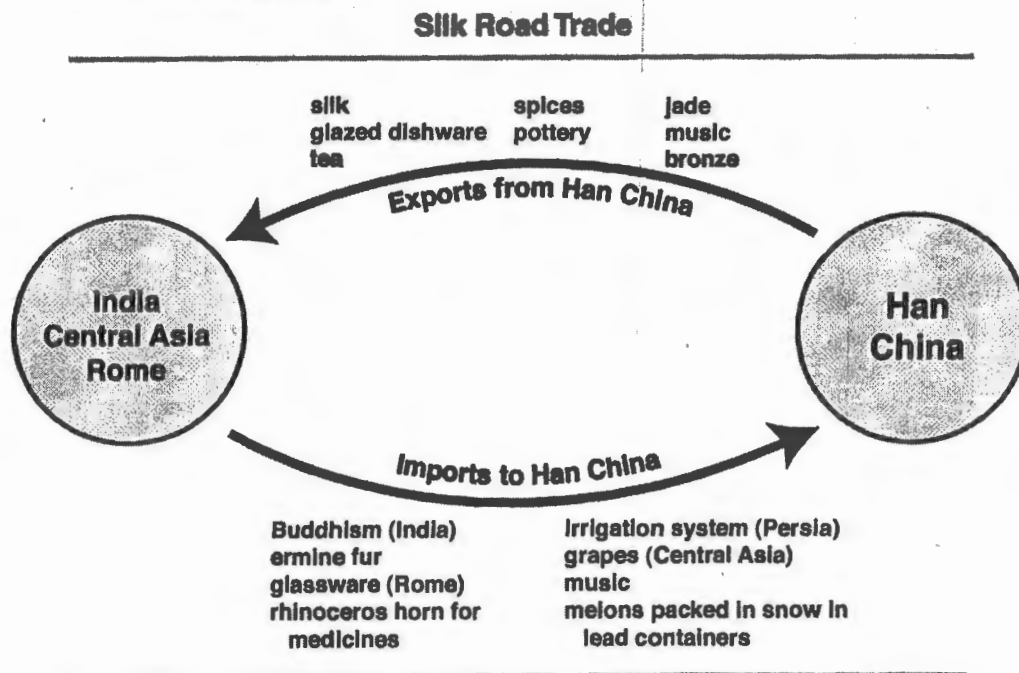 Silk Road Trade
silk
glazed dishware
tea
spices
pottery
jade
music
bronze
Exports from Han China
India
Central Asia
Rome
Han
China
Imports to Han China
Buddhism (India)
ermine fur
glassware (Rome)
rhinoceros horn for
medicines
irrigation system (Persia)
grapes (Central Asia)
music
melons packed in snow in
lead containers